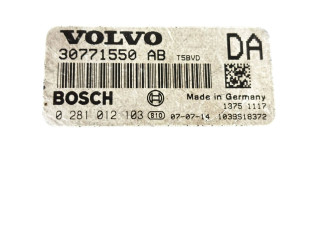 VOLVO DA
30771550 AB T5BVD
BOSCH Made in Germany
1375 1117
0 281 012 103 810 07-07-14 1039S18372